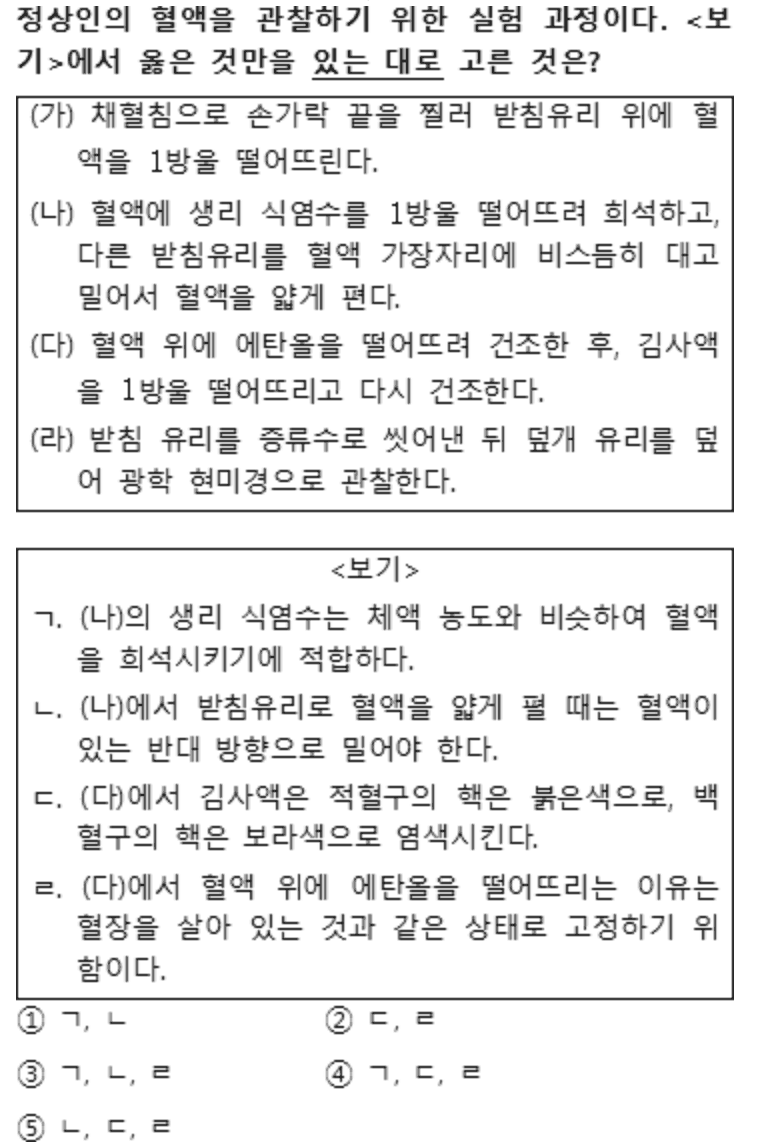 정상인의 혈액을 관찰하기 위한 실험 과정이다. <보
기>에서 옳은 것만을 있는 대로 고른 것은?
(가) 채혈침으로 손가락 끝을 찔러 받침유리 위에 혈
액을 1방울 떨어뜨린다.
(나) 혈액에 생리 식염수를 1방울 떨어뜨려 희석하고,
다른 받침유리를 혈액 가장자리에 비스듬히 대고
밀어서 혈액을 얇게 편다.
(다) 혈액 위에 에탄올을 떨어뜨려 건조한 후, 김사액
을 1방울 떨어뜨리고 다시 건조한다.
(라) 받침 유리를 증류수로 씻어낸 뒤 덮개 유리를 덮
어 광학 현미경으로 관찰한다.
<보기>
ㄱ. (나)의 생리 식염수는 체액 농도와 비슷하여 혈액
을 희석시키기에 적합하다.
ㄴ. (나)에서 받침유리로 혈액을 얇게 펼 때는 혈액이
있는 반대 방향으로 밀어야 한다.
ㄷ. (다)에서 김사액은 적혈구의 핵은 붉은색으로, 백
혈구의 핵은 보라색으로 염색시킨다.
ㄹ. (다)에서 혈액 위에 에탄올을 떨어뜨리는 이유는
혈장을 살아 있는 것과 같은 상태로 고정하기 위
함이다.
① ㄱ, ㄴ ② ㄷ, ㄹ
③ ㄱ, ㄴ, ㄹ ④ ㄱ, ㄷ, ㄹ
⑤ ㄴ, ㄷ, ㄹ